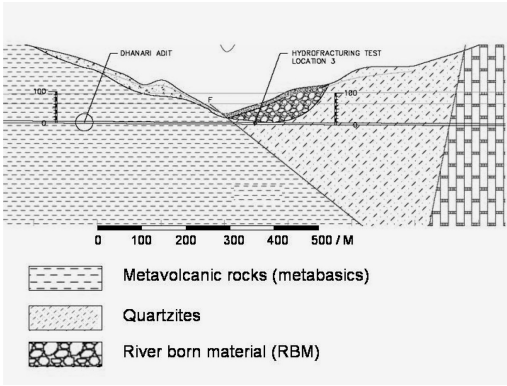 DHANARI ADIT
HYDROFRACTURING TEST
LOCATION 3
100
100
F
0
0
0 100 200 300 400 500 / M
Metavolcanic rocks (metabasics)
Quartzites
River born material (RBM)